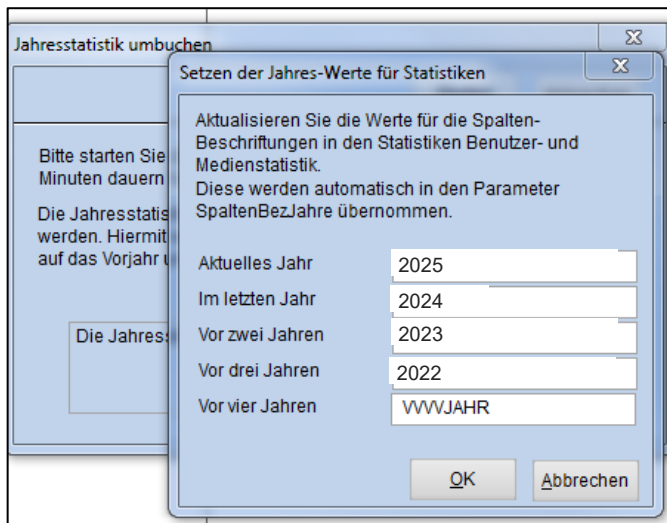 Jahresstatistik umbuchen
Setzen der Jahres-Werte für Statistiken
Bitte starten Sie
Minuten dauern
Die Jahresstatis
werden. Hiermit
auf das Vorjahr u
Die Jahress
Aktualisieren Sie die Werte für die Spalten-
Beschriftungen in den Statistiken Benutzer- und
Medienstatistik.
Diese werden automatisch in den Parameter
SpaltenBezJahre übernommen.
Aktuelles Jahr 2025
Im letzten Jahr 2024
Vor zwei Jahren 2023
Vor drei Jahren 2022
Vor vier Jahren VVVVJAHR
OK Abbrechen